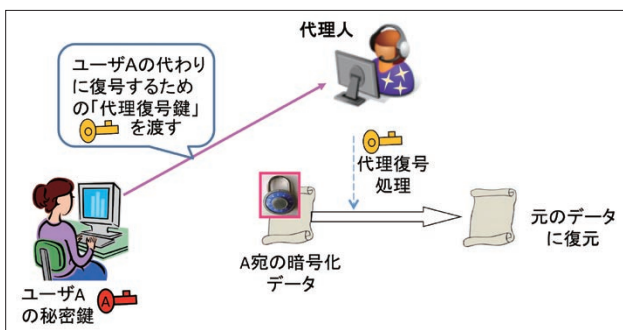 代理人
ユーザAの代わり
に復号するため
の「代理復号鍵」
を渡す
代理復号
処理
A宛の暗号化
データ
元のデータ
に復元
ユーザA
の秘密鍵
A